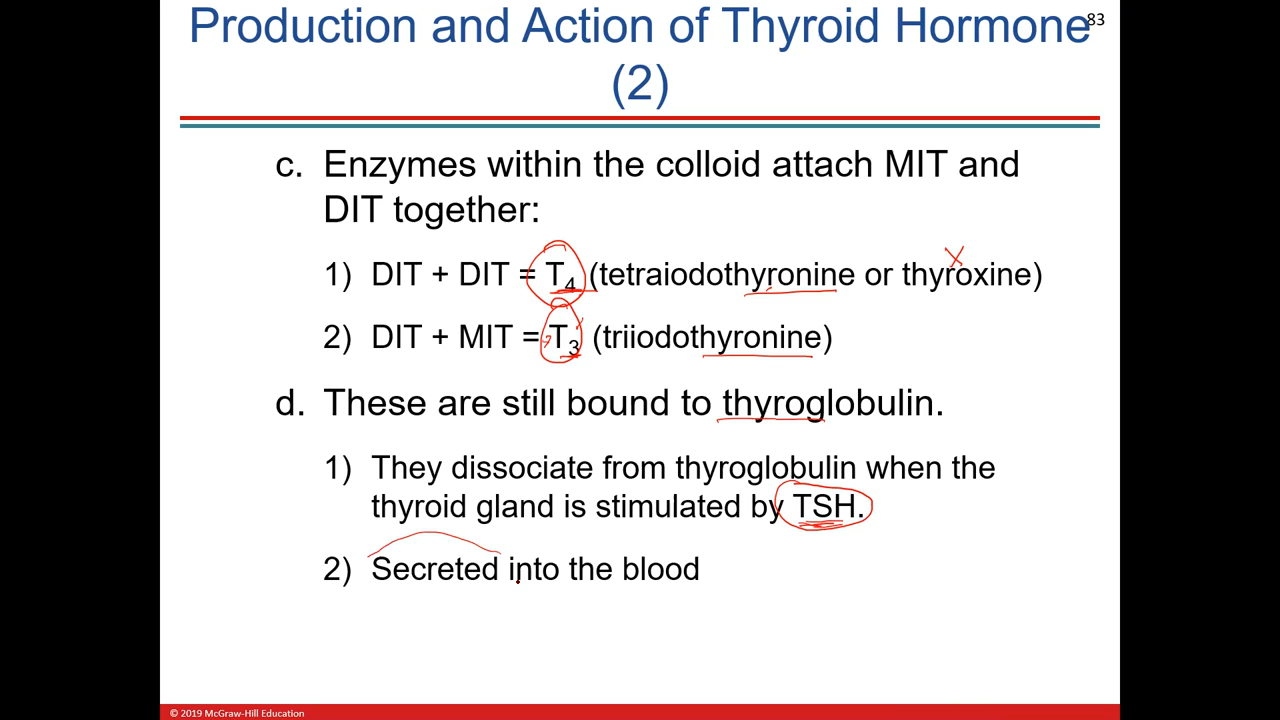 Production and Action of Thyroid Hormone 83
(2)
c. Enzymes within the colloid attach MIT and
DIT together:
1) DIT + DIT = T4 (tetraiodothyronine or thyroxine)
2) DIT + MIT = T3 (triiodothyronine)
d. These are still bound to thyroglobulin.
1) They dissociate from thyroglobulin when the
thyroid gland is stimulated by TSH.
2) Secreted into the blood
© 2019 McGraw-Hill Education